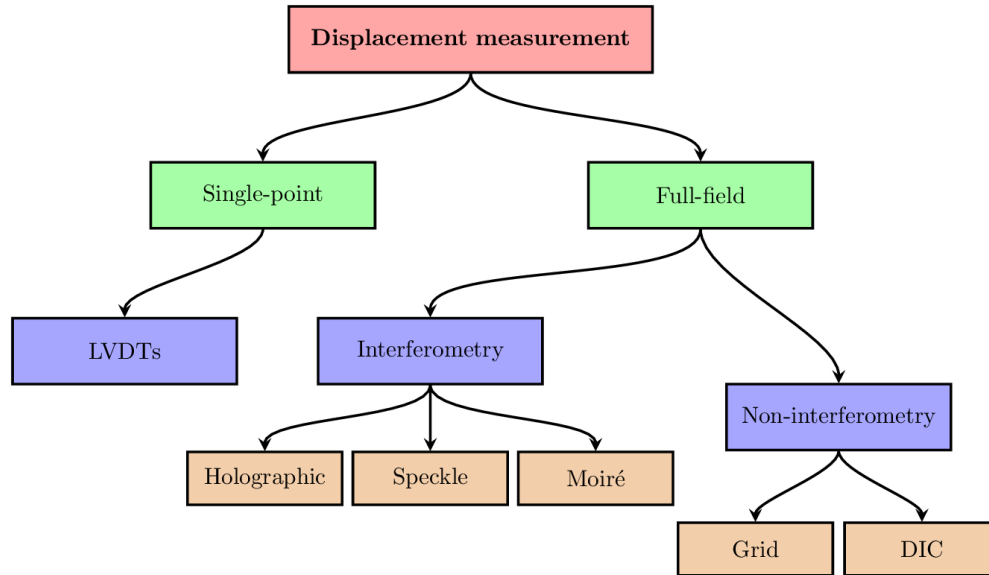 Displacement measurement
Single-point
Full-field
LVDTs
Interferometry
Non-interferometry
Holographic
Speckle
Moiré
Grid
DIC